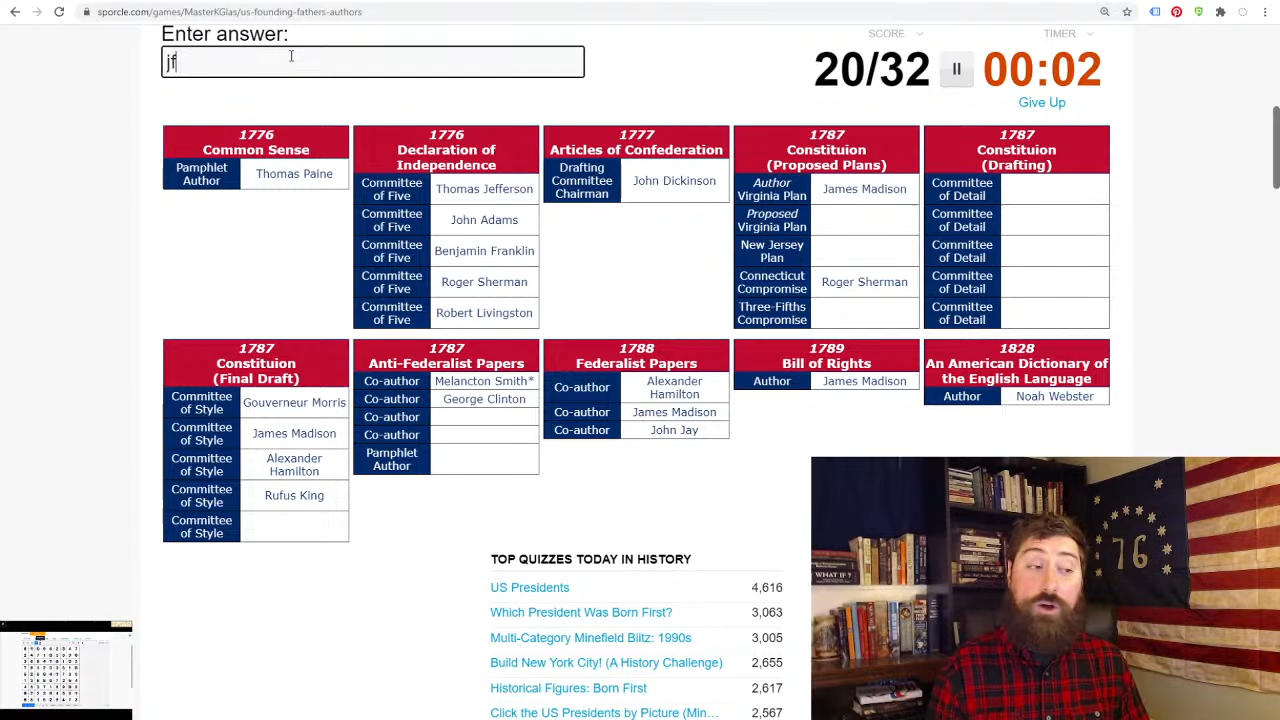 sporcle.com/games/MasterKGlas/us-founding-fathers-authors
Enter answer:
jf
SCORE
20/32
TIMER
00:02
Give Up
1776
Common Sense
Pamphlet
Author
Thomas Paine
1776
Declaration of
Independence
Committee
of Five
Thomas Jefferson
Committee
of Five
John Adams
Committee
of Five
Benjamin Franklin
Committee
of Five
Roger Sherman
Committee
of Five
Robert Livingston
1777
Articles of Confederation
Drafting
Committee
Chairman
John Dickinson
1787
Constituion
(Proposed Plans)
Author
Virginia Plan
James Madison
Proposed
Virginia Plan
New Jersey
Plan
Connecticut
Compromise
Roger Sherman
Three-Fifths
Compromise
1787
Constituion
(Drafting)
Committee
of Detail
Committee
of Detail
Committee
of Detail
Committee
of Detail
Committee
of Detail
1787
Constituion
(Final Draft)
Committee
of Style
Gouverneur Morris
Committee
of Style
James Madison
Committee
of Style
Alexander
Hamilton
Committee
of Style
Rufus King
Committee
of Style
1787
Anti-Federalist Papers
Co-author
Melancton Smith*
Co-author
George Clinton
Co-author
Co-author
Pamphlet
Author
1788
Federalist Papers
Co-author
Alexander
Hamilton
Co-author
James Madison
Co-author
John Jay
1789
Bill of Rights
Author
James Madison
1828
An American Dictionary of
the English Language
Author
Noah Webster
TOP QUIZZES TODAY IN HISTORY
US Presidents 4,616
Which President Was Born First? 3,063
Multi-Category Minefield Blitz: 1990s 3,005
Build New York City! (A History Challenge) 2,655
Historical Figures: Born First 2,617
Click the US Presidents by Picture (Min... 2,567
WHAT IF?
76